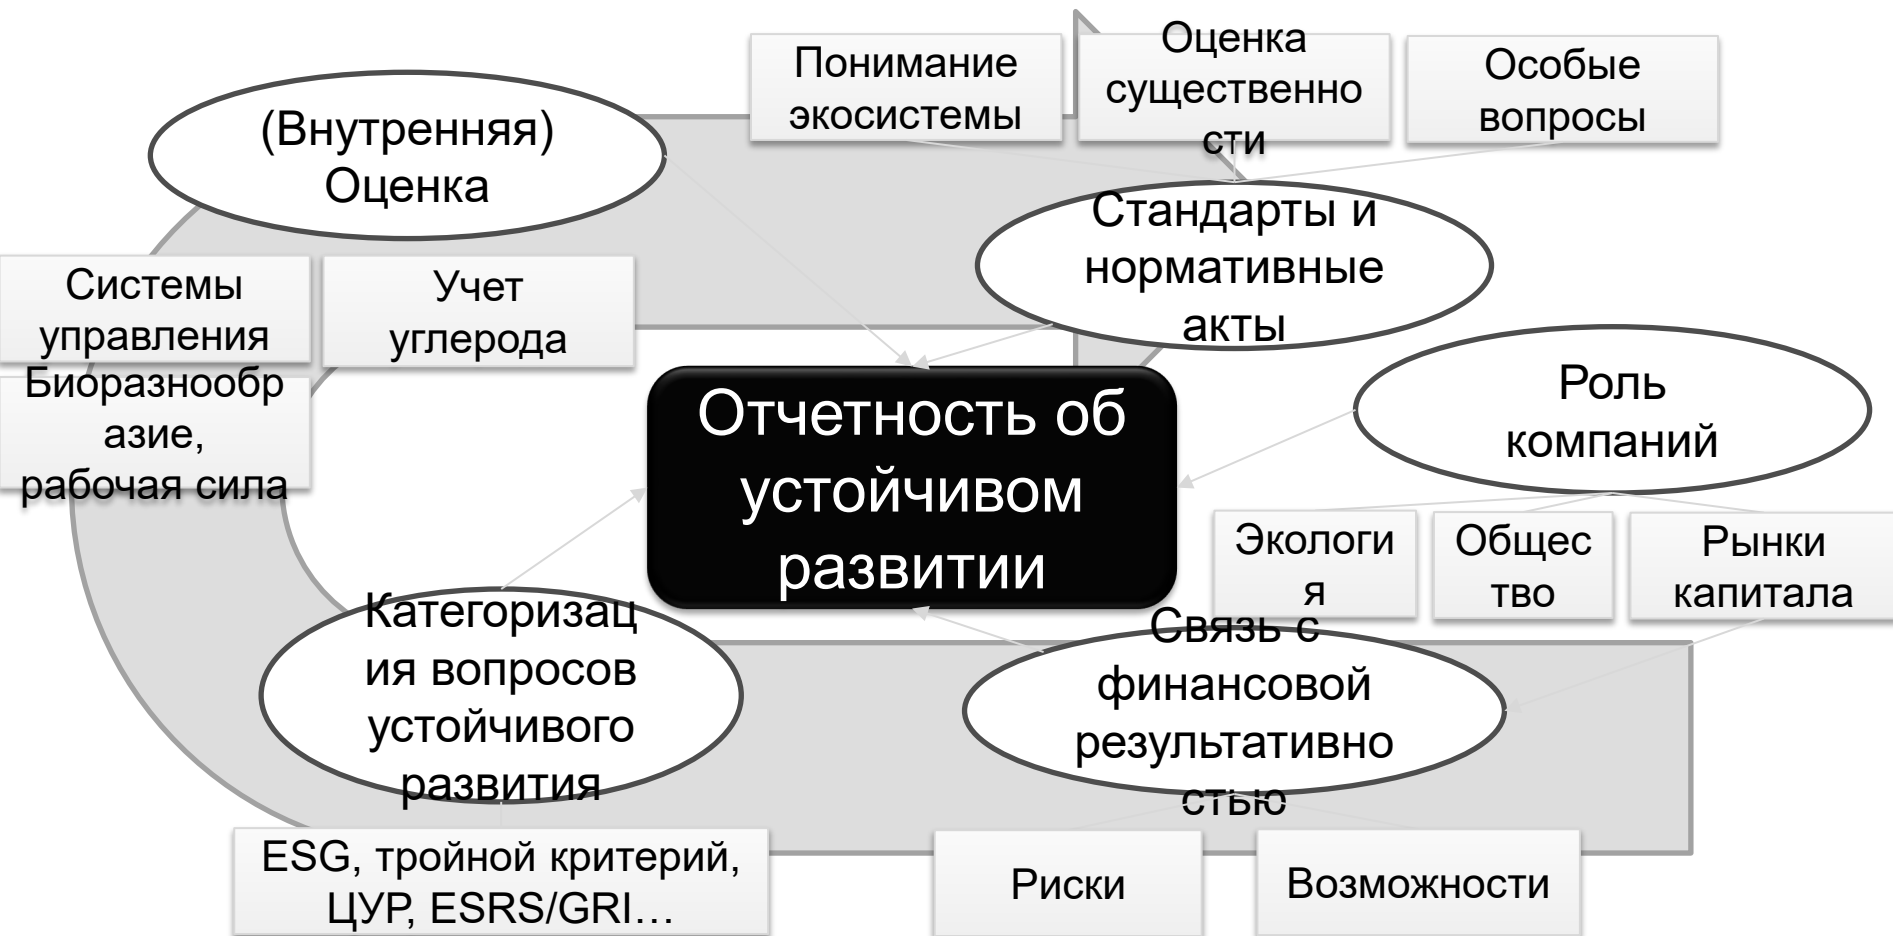 Понимание
экосистемы
Оценка
существенно
сти
Особые
вопросы
(Внутренняя)
Оценка
Стандарты и
нормативные
акты
Системы
управления
Учет
углерода
Биоразнообр
азие,
рабочая сила
Отчетность об
устойчивом
развитии
Роль
компаний
Экологи
я
Общес
тво
Рынки
капитала
Категоризац
ия вопросов
устойчивого
развития
Связь с
финансовой
результативно
стью
ESG, тройной критерий,
ЦУР, ESRS/GRI…
Риски
Возможности